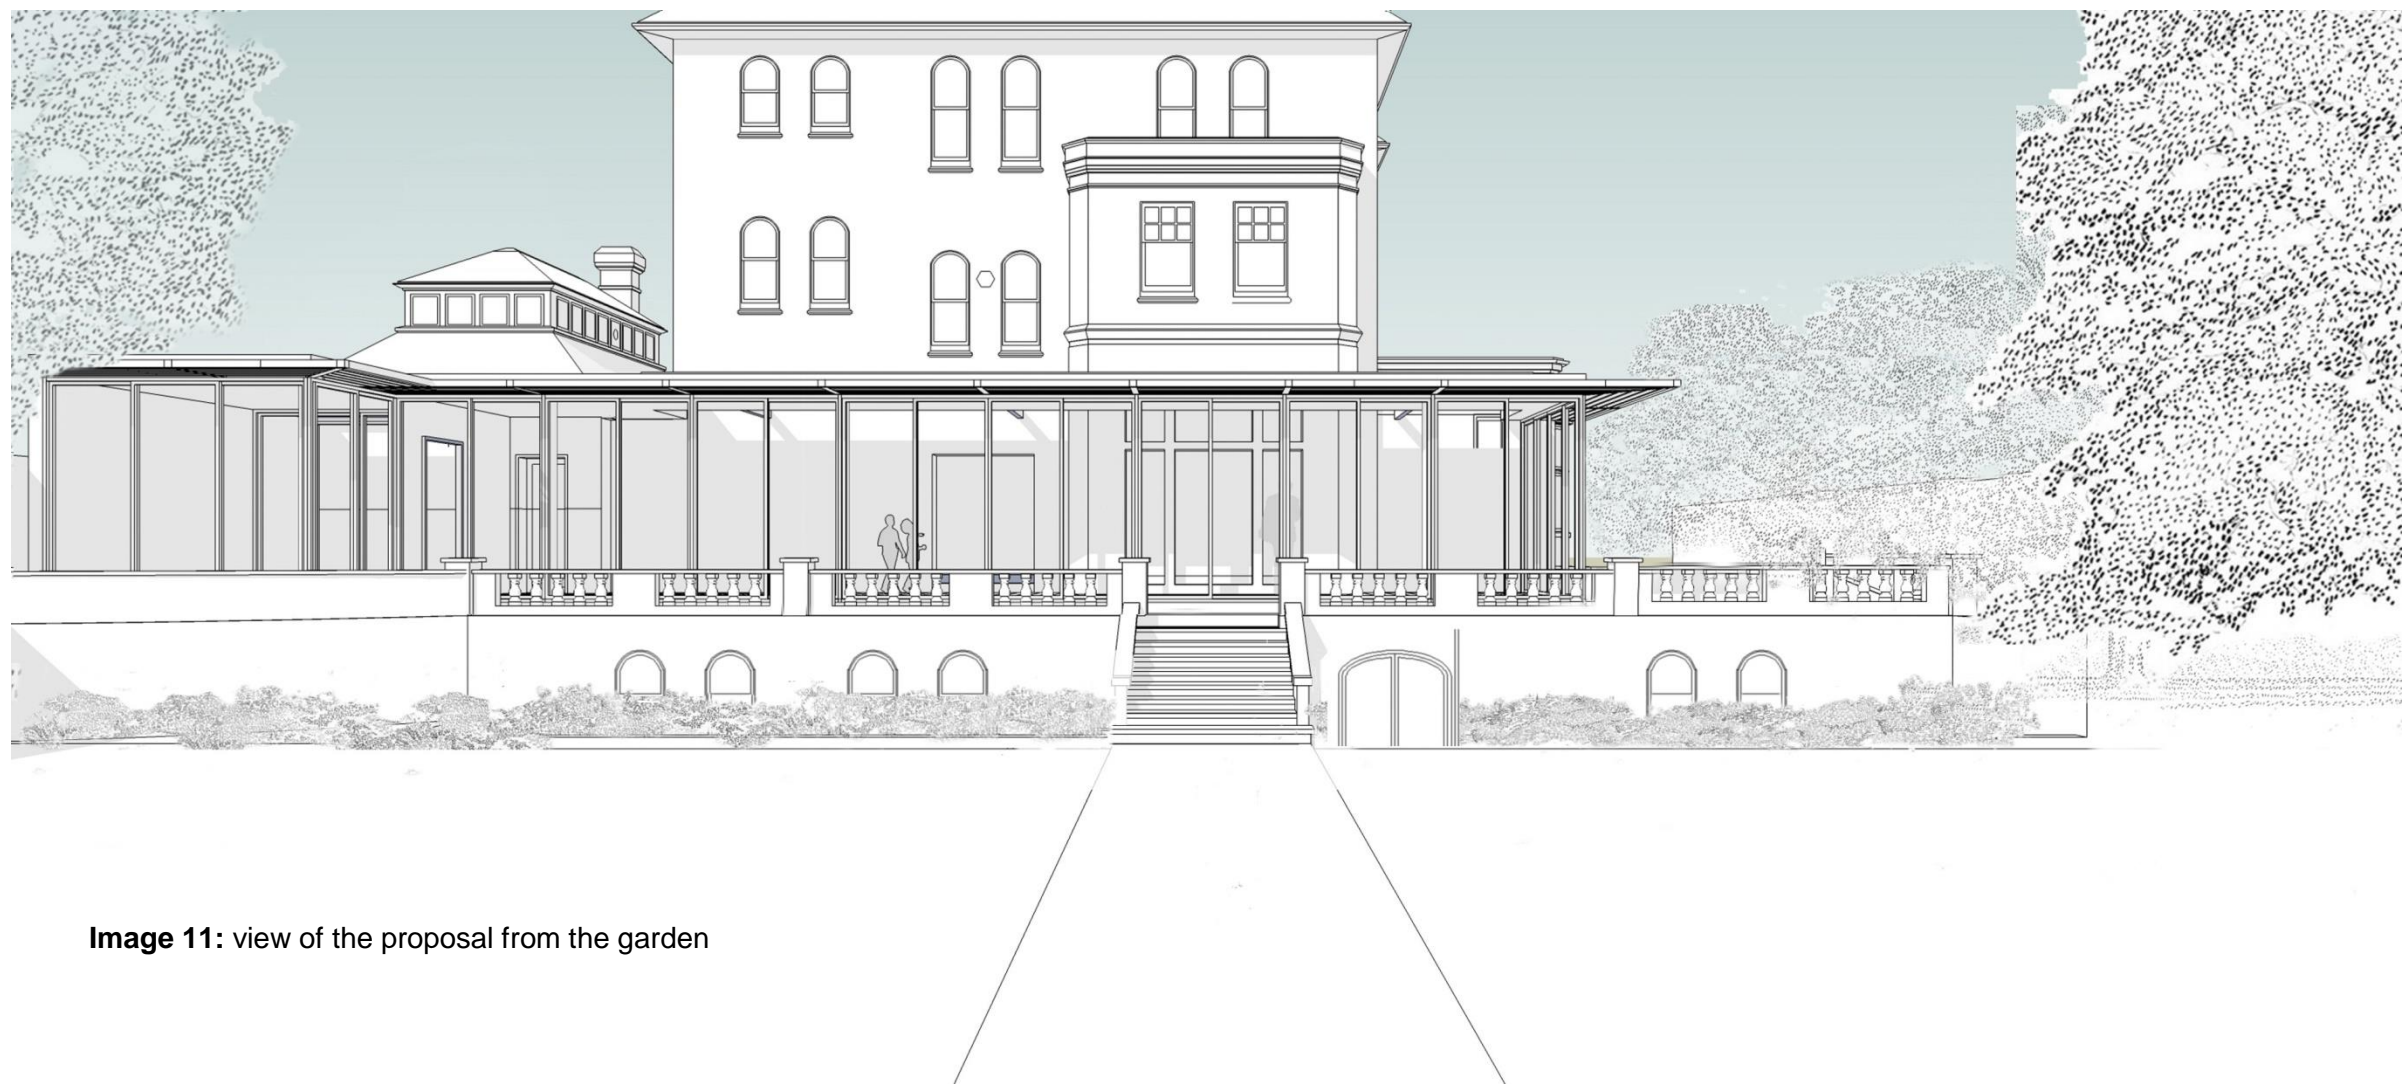 Image 11: view of the proposal from the garden